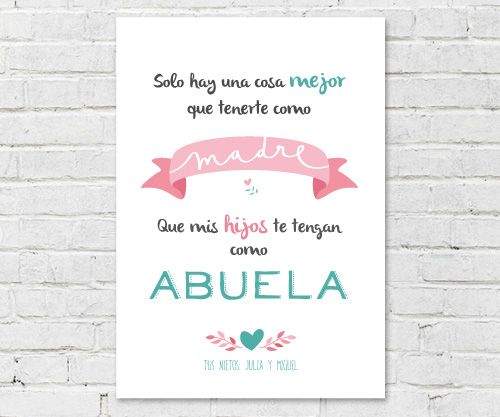 Solo hay una cosa mejor
que tenerte como
madre
Que mis hijos te tengan
como
ABUELA
TUS NIETOS: JULIA Y MIGUEL